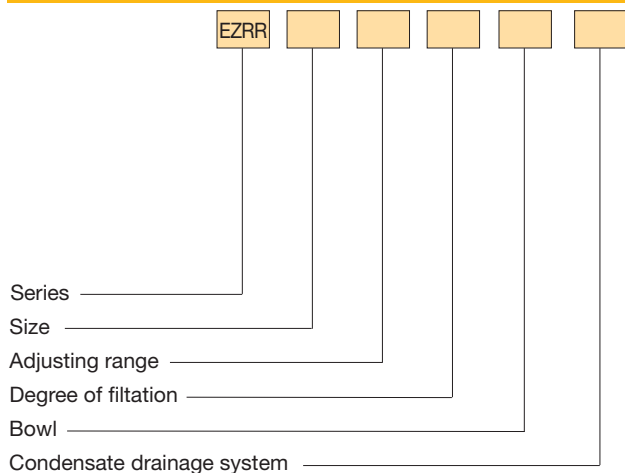 EZRR
Series
Size
Adjusting range
Degree of filtation
Bowl
Condensate drainage system